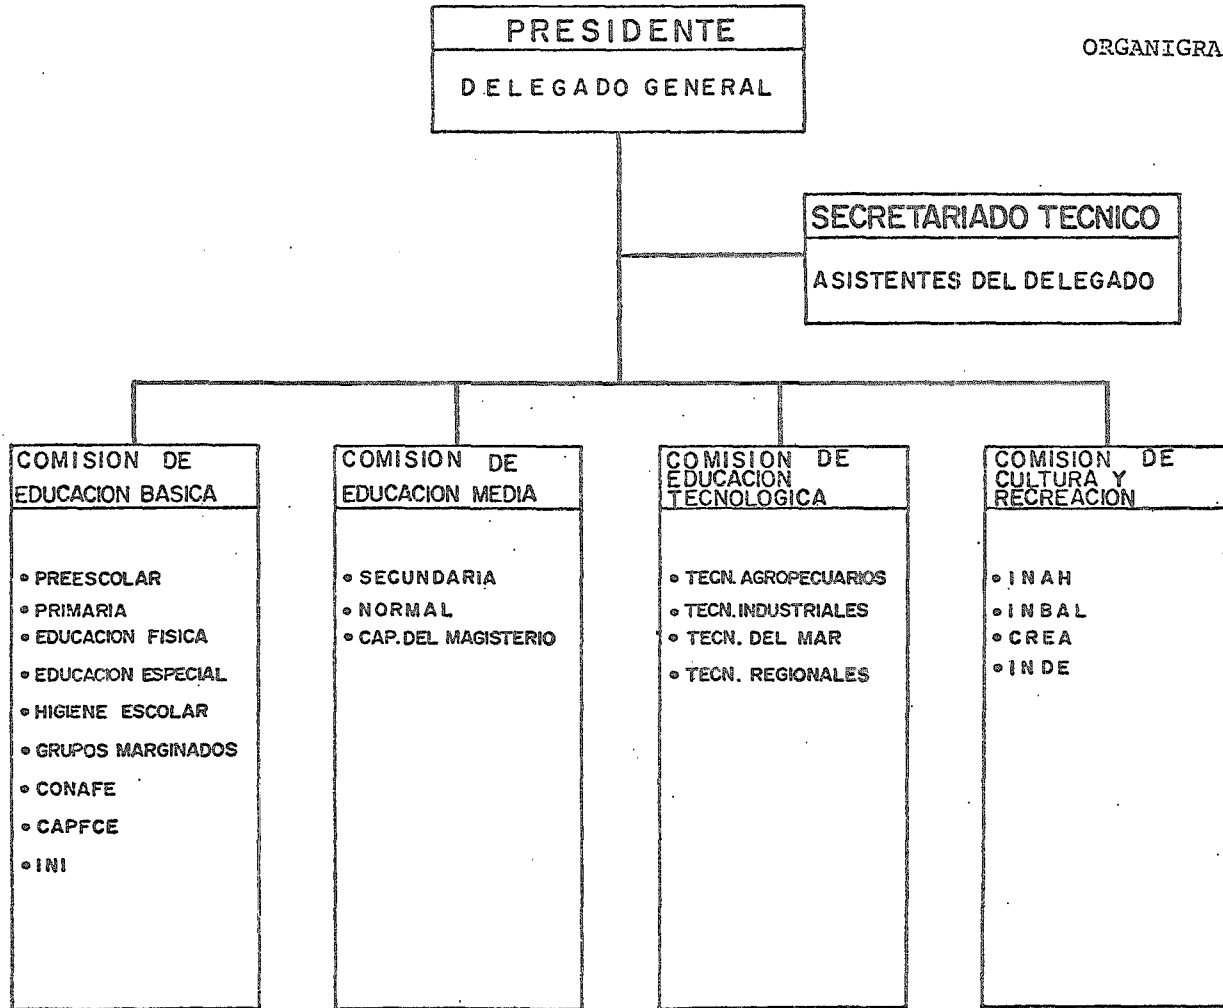 PRESIDENTE
ORGANIGRA
DELEGADO GENERAL
SECRETARIADO TECNICO
ASISTENTES DEL DELEGADO
COMISION DE
EDUCACION BASICA
• PREESCOLAR
• PRIMARIA
• EDUCACION FISICA
• EDUCACION ESPECIAL
• HIGIENE ESCOLAR
• GRUPOS MARGINADOS
• CONAFE
• CAPFCE
• INI
COMISION DE
EDUCACION MEDIA
• SECUNDARIA
• NORMAL
• CAP. DEL MAGISTERIO
COMISION DE
EDUCACION
TECNOLOGICA
• TECN. AGROPECUARIOS
• TECN. INDUSTRIALES
• TECN. DEL MAR
• TECN. REGIONALES
COMISION DE
CULTURA Y
RECREACION
• INAH
• INBAL
• CREA
• INDE